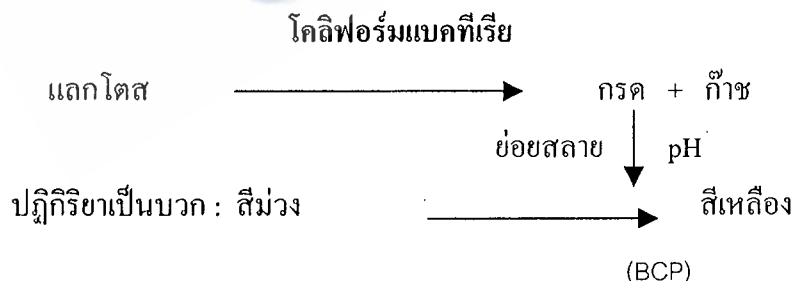 โคลิฟอร์มแบคทีเรีย
แลกโตส กรด + ก๊าซ
ย่อยสลาย pH
ปฏิกิริยาเป็นบวก : สีม่วง สีเหลือง
(BCP)